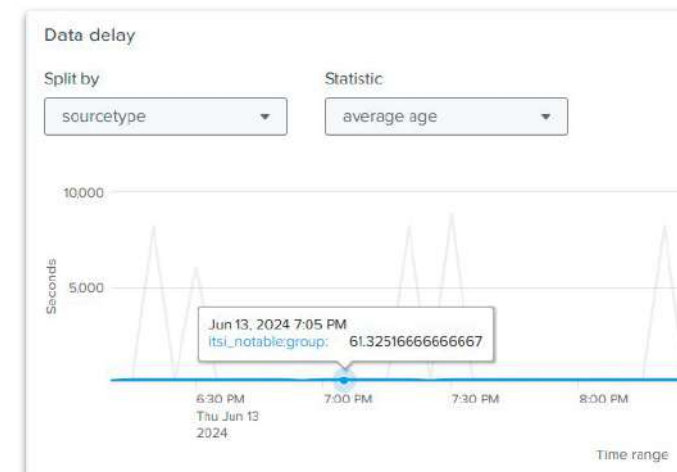 Data delay
Split by
Statistic
sourcetype
average age
10,000
Seconds
5,000
Jun 13, 2024 7:05 PM
itsi_notable:group: 61.32516666666667
6:30 PM
Thu Jun 13
2024
7:00 PM
7:30 PM
8:00 PM
Time range